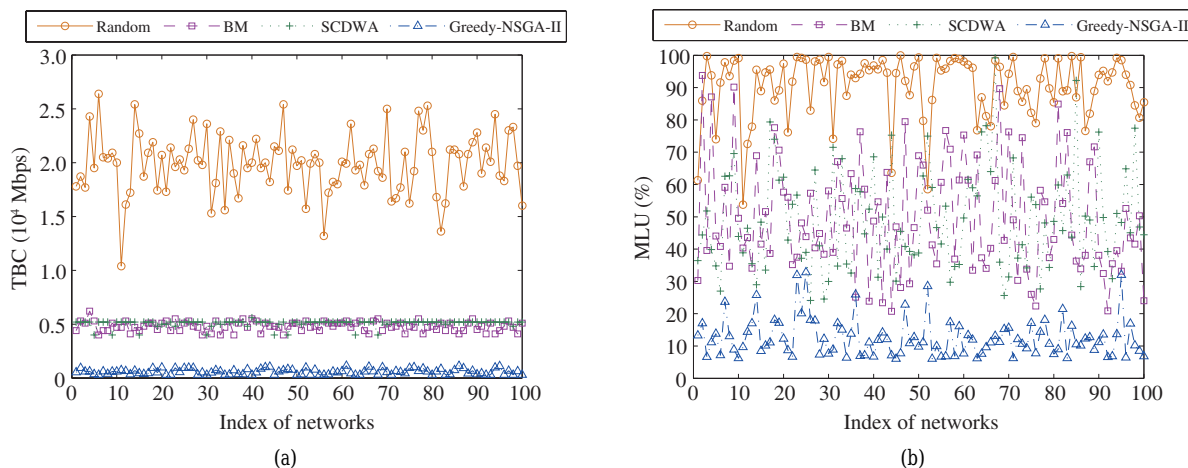 Random BM SCDWA Greedy-NSGA-II
3.0
2.5
2.0
1.5
1.0
0.5
0
TBC (10⁴ Mbps)
0 10 20 30 40 50 60 70 80 90 100
Index of networks
(a)
Random BM SCDWA Greedy-NSGA-II
100
90
80
70
60
50
40
30
20
10
0
MLU (%)
0 10 20 30 40 50 60 70 80 90 100
Index of networks
(b)